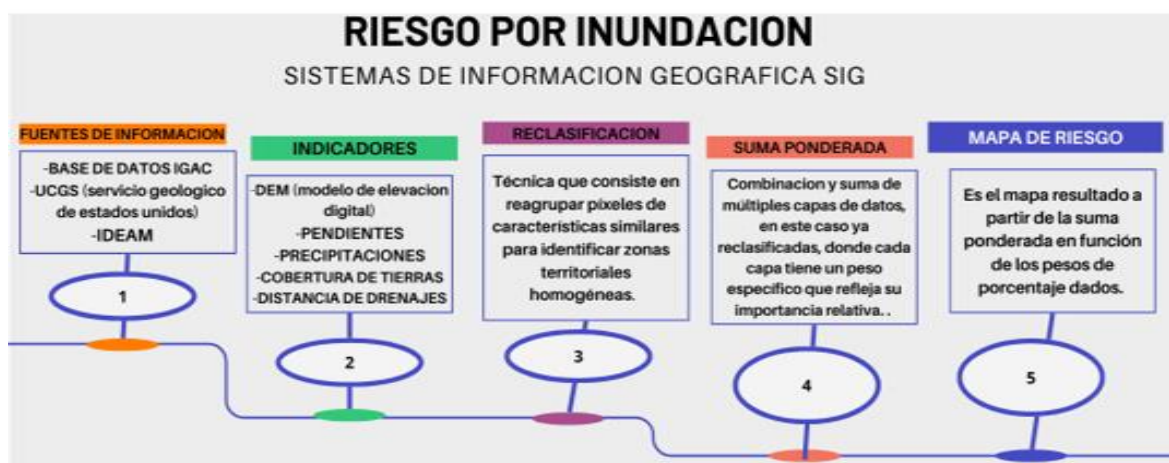 RIESGO POR INUNDACION
SISTEMAS DE INFORMACION GEOGRAFICA SIG
FUENTES DE INFORMACION
-BASE DE DATOS IGAC
-UCGS (servicio geologico
de estados unidos)
-IDEAM
1
INDICADORES
-DEM (modelo de elevacion
digital)
-PENDIENTES
-PRECIPITACIONES
-COBERTURA DE TIERRAS
-DISTANCIA DE DRENAJES
2
RECLASIFICACION
Técnica que consiste en
reagrupar píxeles de
características similares
para identificar zonas
territoriales
homogéneas.
3
SUMA PONDERADA
Combinacion y suma de
múltiples capas de datos,
en este caso ya
reclasificadas, donde cada
capa tiene un peso
específico que refleja su
importancia relativa. .
4
MAPA DE RIESGO
Es el mapa resultado a
partir de la suma
ponderada en función
de los pesos de
porcentaje dados.
5